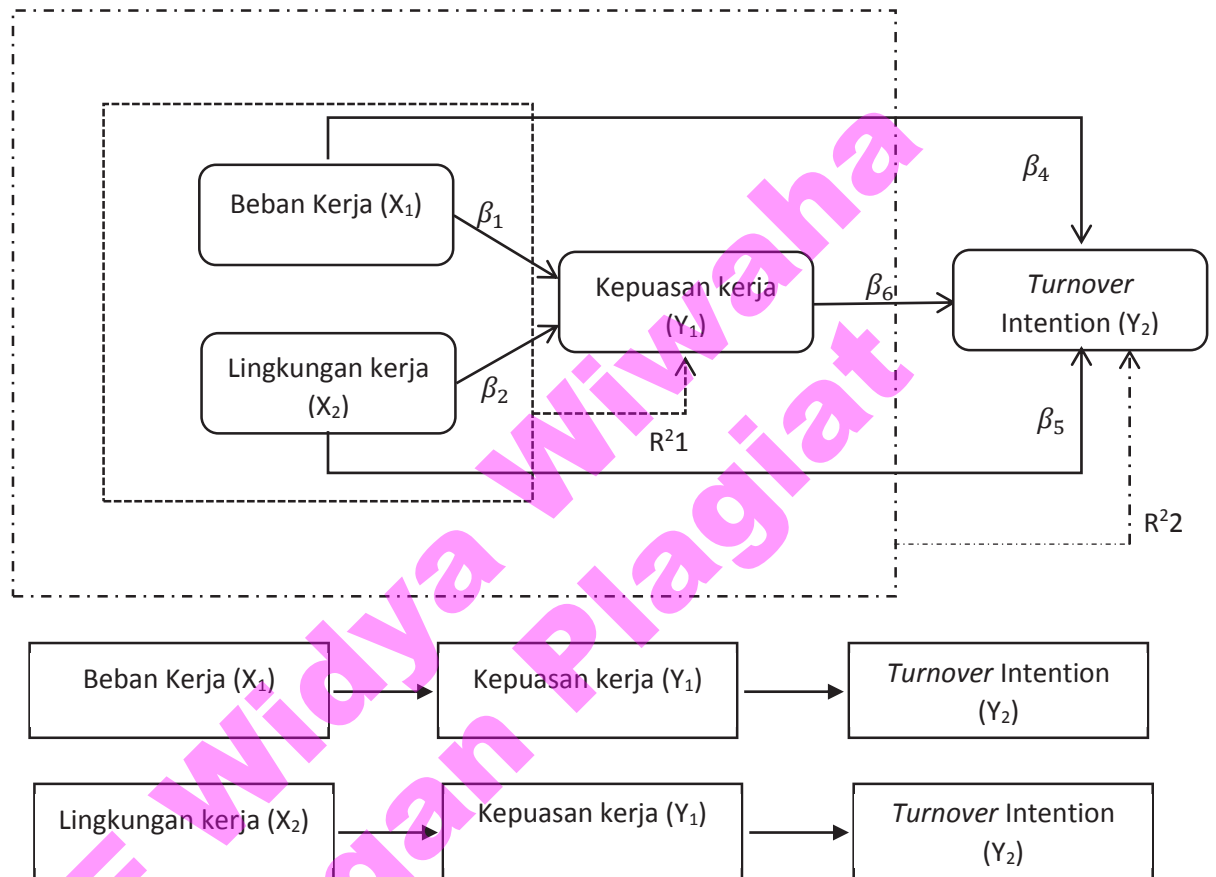 Beban Kerja (X₁)
β₁
β₄
Kepuasan kerja
(Y₁)
β₆
Turnover
Intention (Y₂)
Lingkungan kerja
(X₂)
β₂
R²1
β₅
R²2
Beban Kerja (X₁)
Kepuasan kerja (Y₁)
Turnover Intention
(Y₂)
Lingkungan kerja (X₂)
Kepuasan kerja (Y₁)
Turnover Intention
(Y₂)
Widya Wiwaha
Plagiat